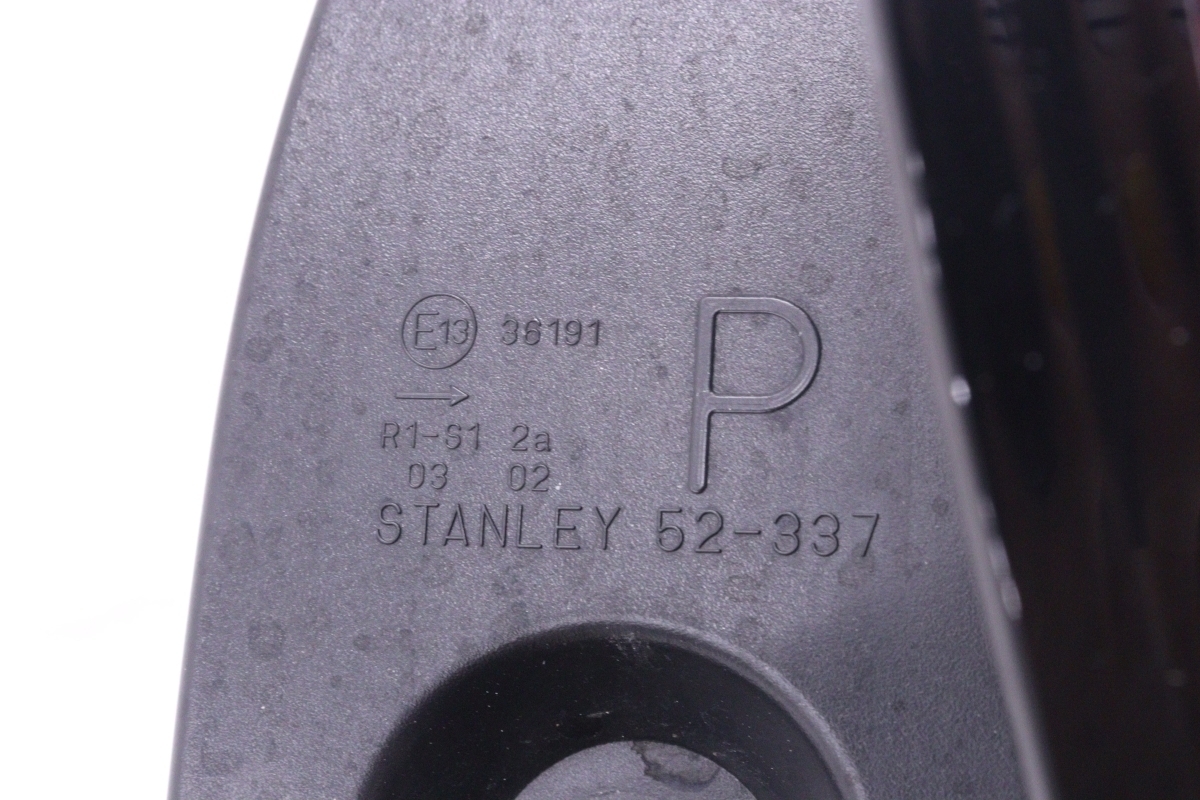 E13 36191 P
→
R1-S1 2a
03 02
STANLEY 52-337